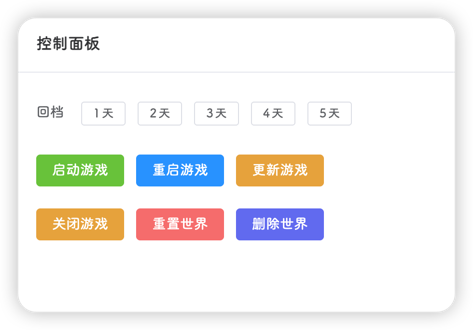 控制面板
回档 1 天 2 天 3 天 4 天 5 天
启动游戏 重启游戏 更新游戏
关闭游戏 重置世界 删除世界